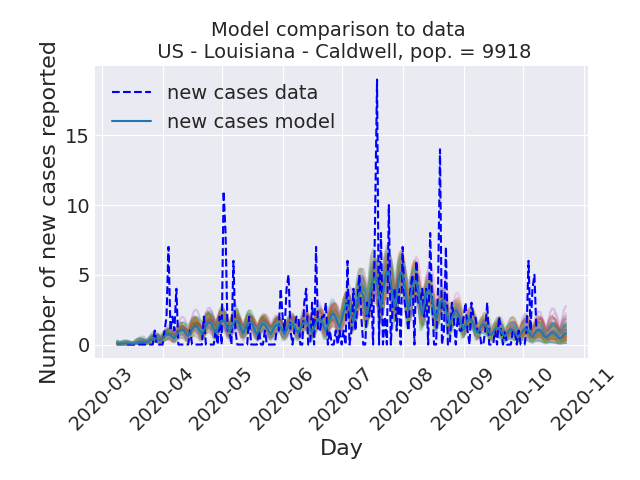 Model comparison to data
US - Louisiana - Caldwell, pop. = 9918
new cases data
new cases model
Number of new cases reported
15
10
5
0
2020-03
2020-04
2020-05
2020-06
2020-07
2020-08
2020-09
2020-10
2020-11
Day